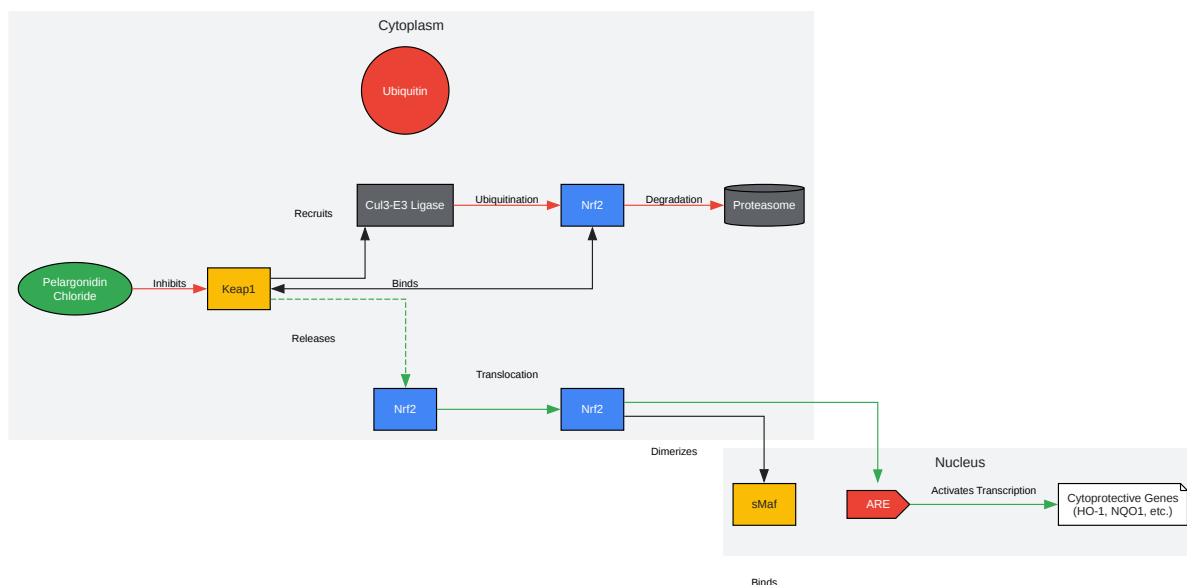 Cytoplasm
Ubiquitin
Cul3-E3 Ligase
Ubiquitination
Nrf2
Degradation
Proteasome
Recruits
Pelargonidin
Chloride
Inhibits
Keap1
Binds
Releases
Translocation
Nrf2
Nrf2
Dimerizes
Nucleus
sMaf
ARE
Activates Transcription
Cytoprotective Genes
(HO-1, NQO1, etc.)
Binds